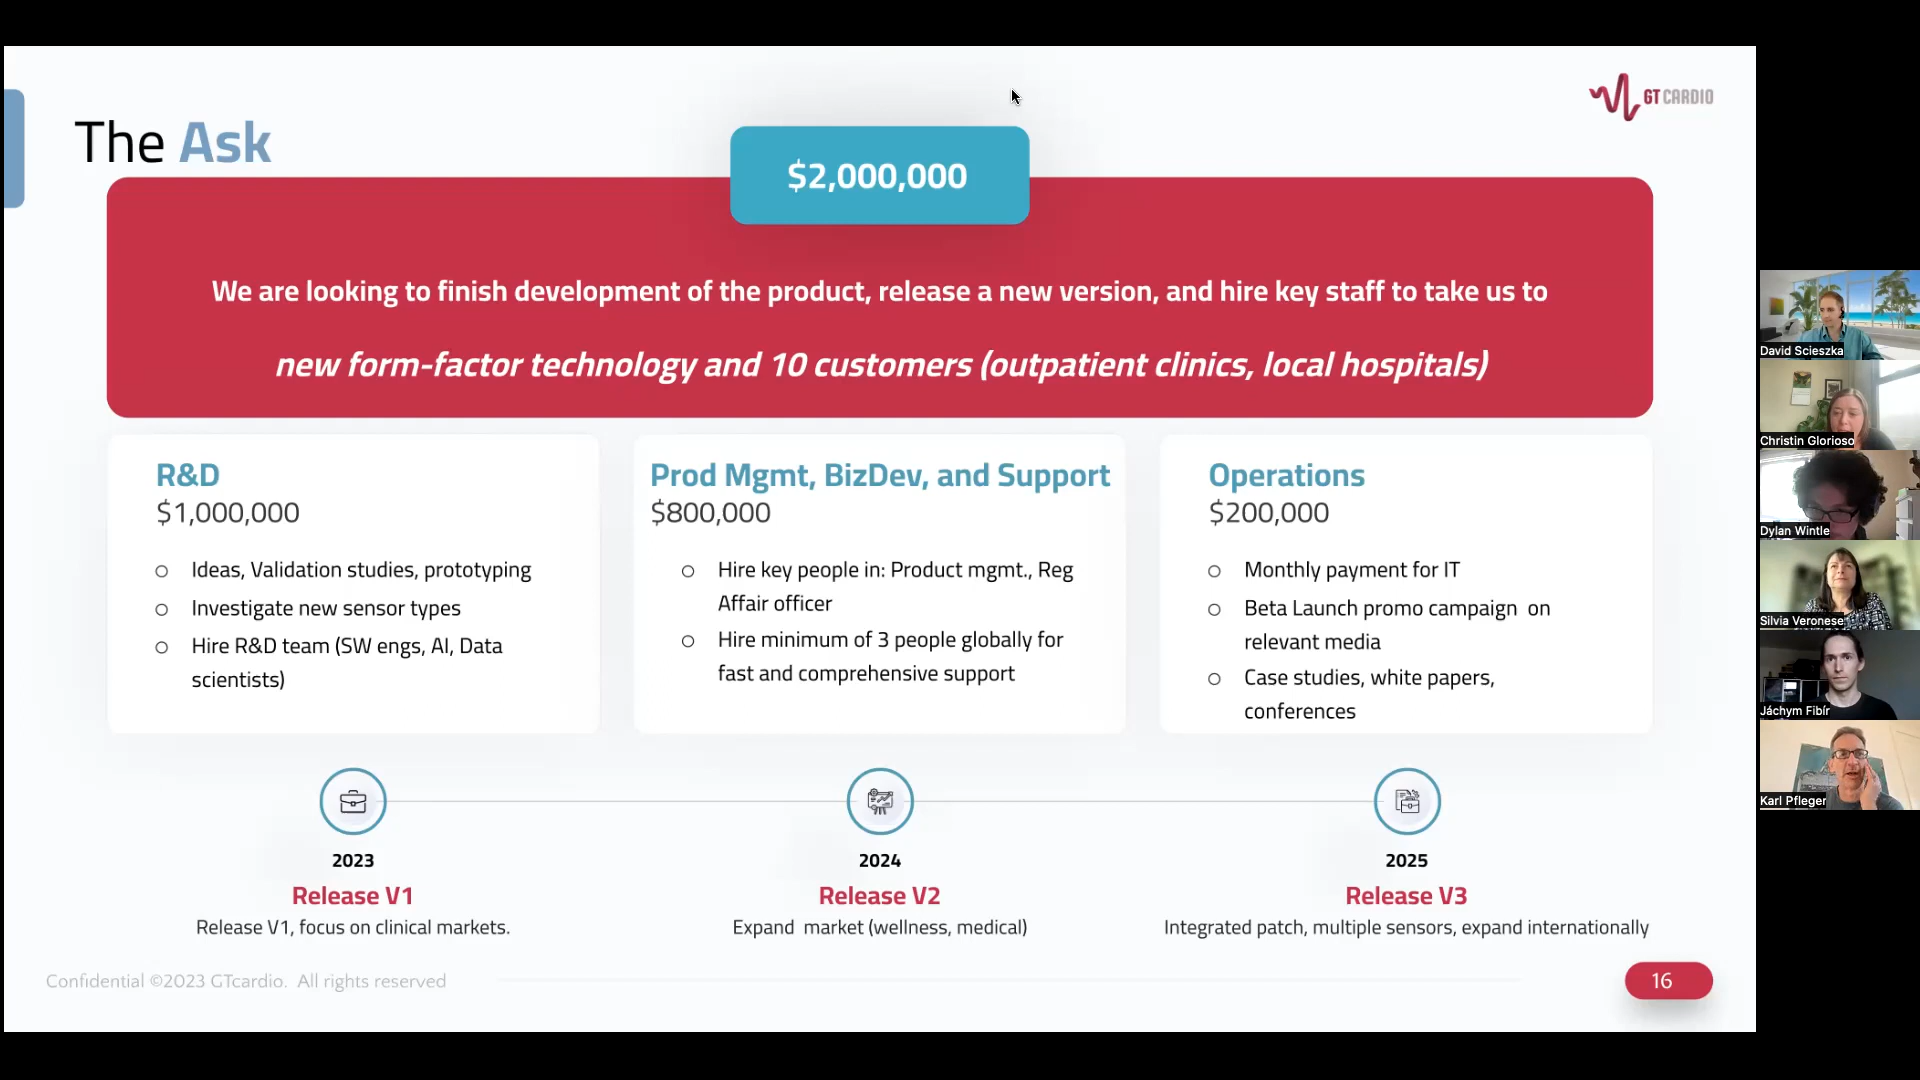 GT CARDIO
The Ask
$2,000,000
We are looking to finish development of the product, release a new version, and hire key staff to take us to
new form-factor technology and 10 customers (outpatient clinics, local hospitals)
R&D
$1,000,000
Ideas, Validation studies, prototyping
Investigate new sensor types
Hire R&D team (SW engs, AI, Data
scientists)
Prod Mgmt, BizDev, and Support
$800,000
Hire key people in: Product mgmt., Reg
Affair officer
Hire minimum of 3 people globally for
fast and comprehensive support
Operations
$200,000
Monthly payment for IT
Beta Launch promo campaign on
relevant media
Case studies, white papers,
conferences
2023
Release V1
Release V1, focus on clinical markets.
2024
Release V2
Expand market (wellness, medical)
2025
Release V3
Integrated patch, multiple sensors, expand internationally
Confidential ©2023 GTcardio. All rights reserved
16
David Scieszka
Christin Glorioso
Dylan Wintle
Silvia Veronese
Jáchym Fibír
Karl Pfleger